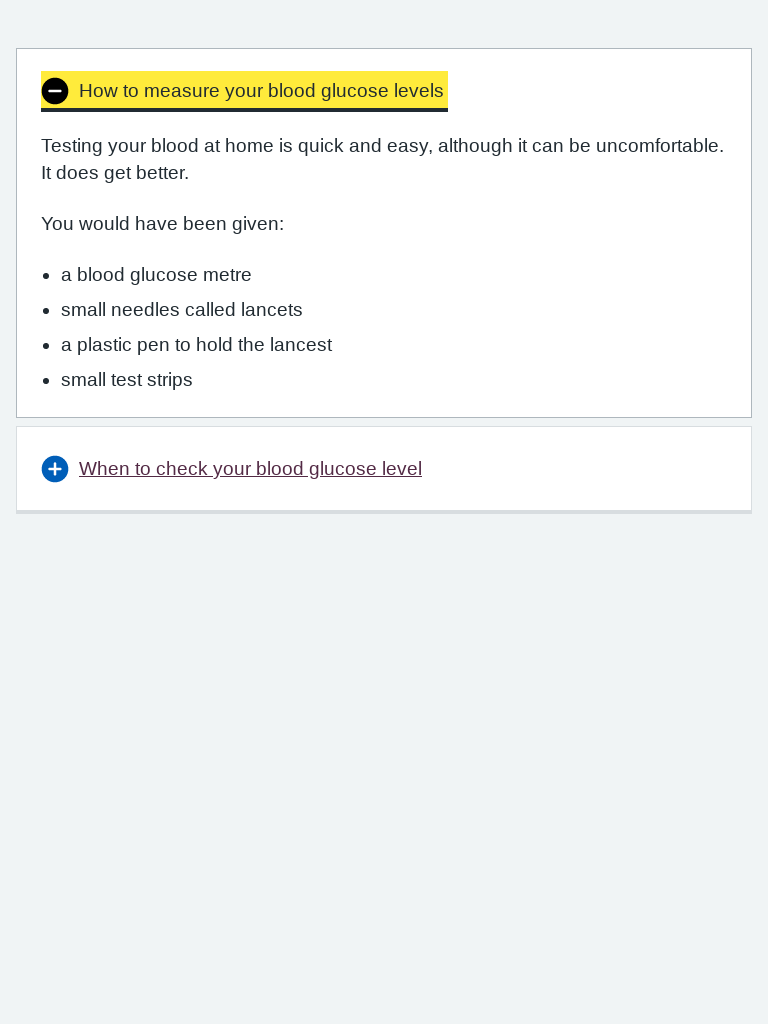 How to measure your blood glucose levels
Testing your blood at home is quick and easy, although it can be uncomfortable.
It does get better.
You would have been given:
a blood glucose metre
small needles called lancets
a plastic pen to hold the lancest
small test strips
When to check your blood glucose level